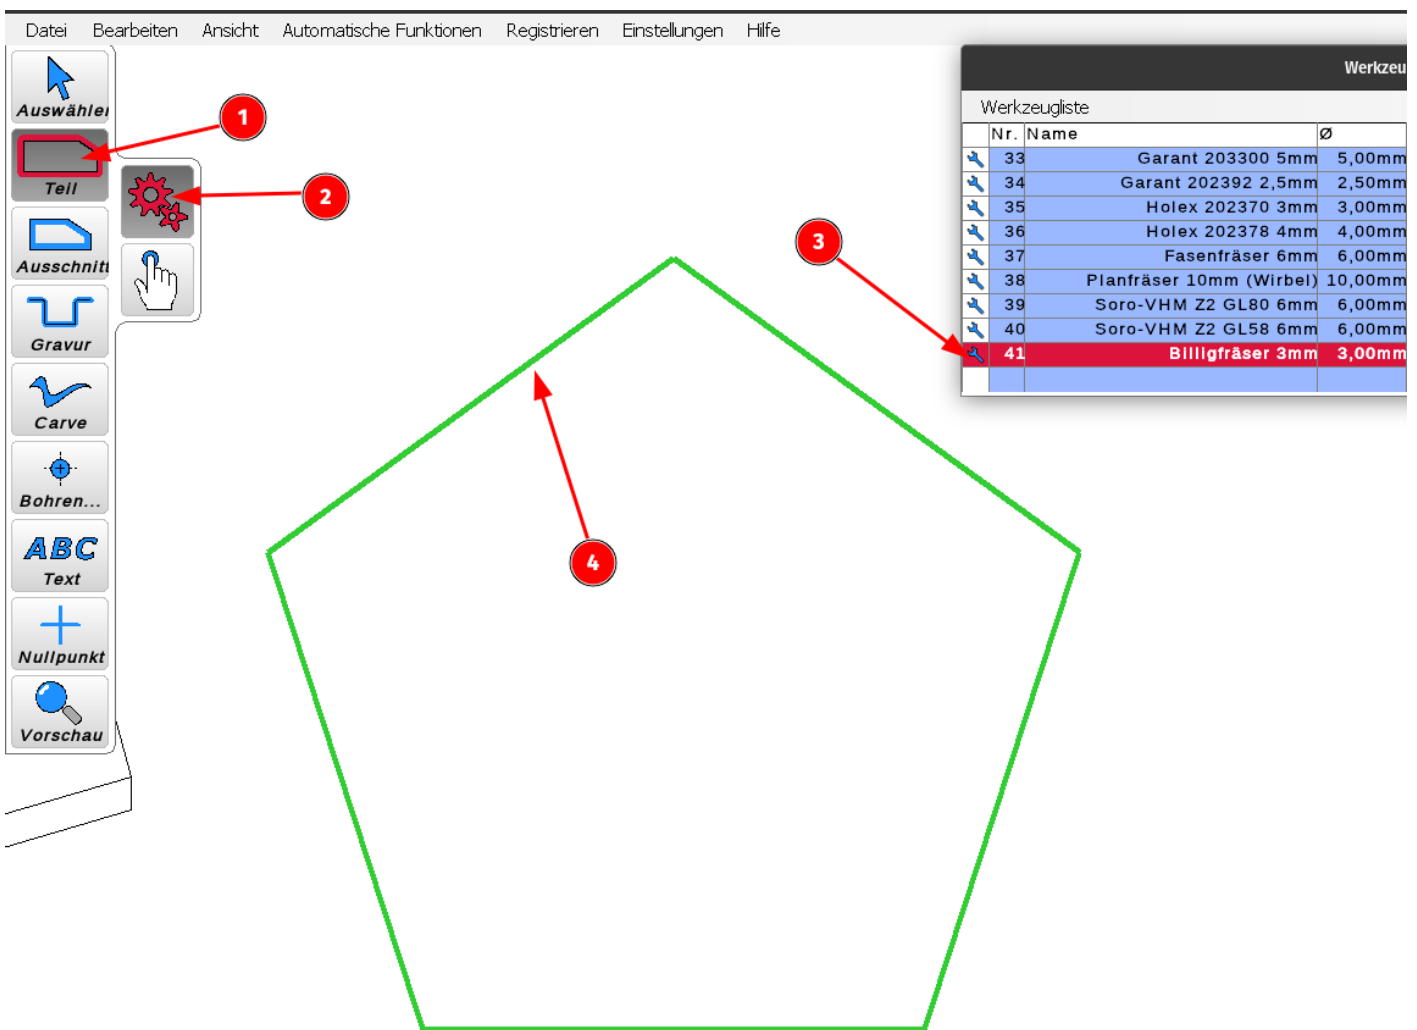 Datei Bearbeiten Ansicht Automatische Funktionen Registrieren Einstellungen Hilfe
Werkzeu
Werkzeugliste
Nr. Name Ø
33 Garant 203300 5mm 5,00mm
34 Garant 202392 2,5mm 2,50mm
35 Holex 202370 3mm 3,00mm
36 Holex 202378 4mm 4,00mm
37 Fasenfräser 6mm 6,00mm
38 Planfräser 10mm (Wirbel) 10,00mm
39 Soro-VHM Z2 GL80 6mm 6,00mm
40 Soro-VHM Z2 GL58 6mm 6,00mm
41 Billigfräser 3mm 3,00mm
Auswähle
Teil
Ausschnitt
Gravur
Carve
Bohren...
ABC
Text
Nullpunkt
Vorschau
1
2
3
4